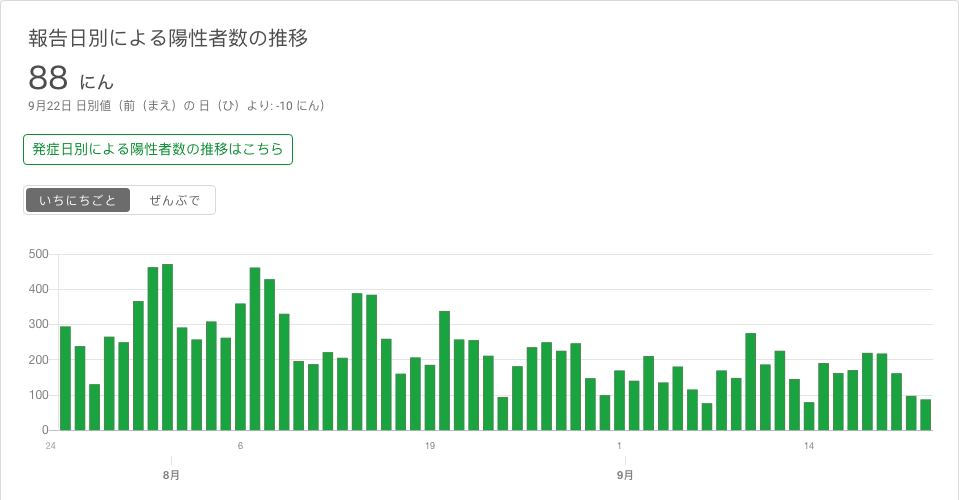 報告日別による陽性者数の推移
88 にん
9月22日 日別値（前（まえ）の 日（ひ）より: -10 にん）
発症日別による陽性者数の推移はこちら
いちにちごと ぜんぶで
500
400
300
200
100
0
24 6 19 1 14
8月 9月